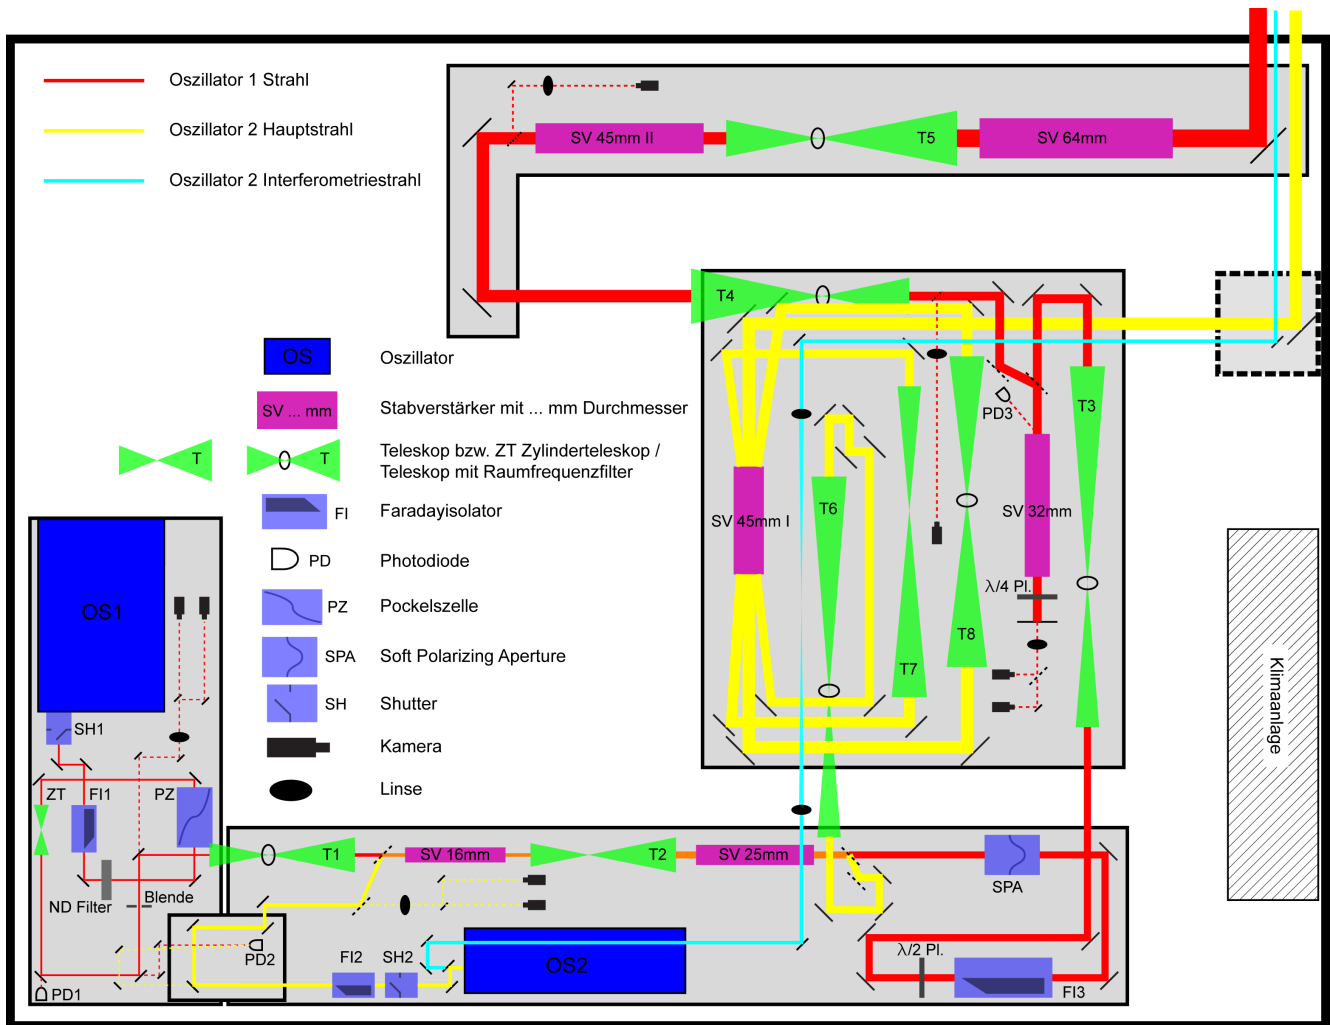 Oszillator 1 Strahl
Oszillator 2 Hauptstrahl
Oszillator 2 Interferometriestrahl
SV 45mm II
T5
SV 64mm
T4
PD3
T3
OS
Oszillator
SV ... mm
Stabverstärker mit ... mm Durchmesser
T
T
Teleskop bzw. ZT Zylinderteleskop /
Teleskop mit Raumfrequenzfilter
FI
Faradayisolator
PD
Photodiode
PZ
Pockelszelle
SPA
Soft Polarizing Aperture
SH
Shutter
Kamera
Linse
SV 45mm I
T6
SV 32mm
λ/4 Pl.
T8
T7
Klimaanlage
OS1
SH1
ZT
FI1
PZ
ND Filter
Blende
T1
SV 16mm
T2
SV 25mm
SPA
PD2
FI2
SH2
OS2
λ/2 Pl.
FI3
PD1